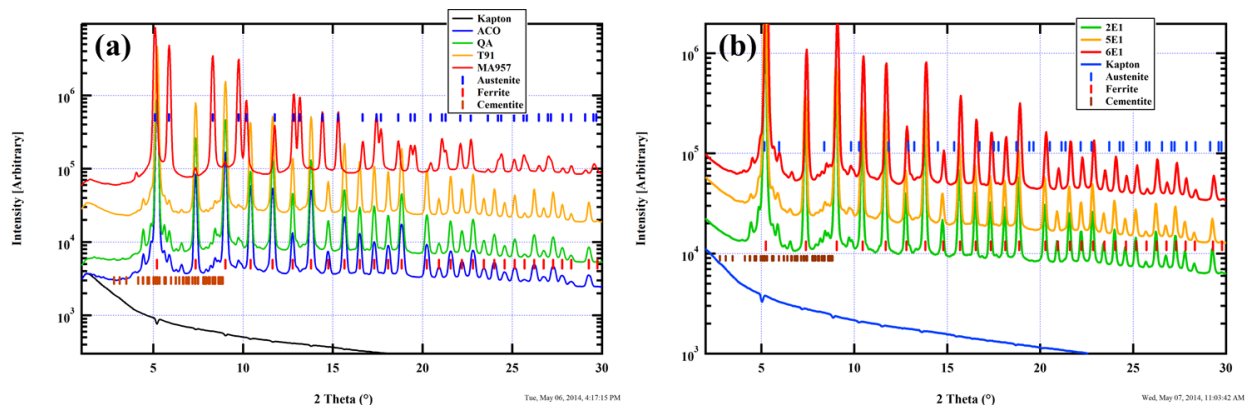 (a)
Kapton
ACO
QA
T91
MA957
Austenite
Ferrite
Cementite
Intensity [Arbitrary]
10⁶
10⁵
10⁴
10³
5
10
15
20
25
30
2 Theta (°)
Tue, May 06, 2014, 4:17:15 PM
(b)
2E1
5E1
6E1
Kapton
Austenite
Ferrite
Cementite
Intensity [Arbitrary]
10⁶
10⁵
10⁴
10³
5
10
15
20
25
30
2 Theta (°)
Wed, May 07, 2014, 11:03:42 AM